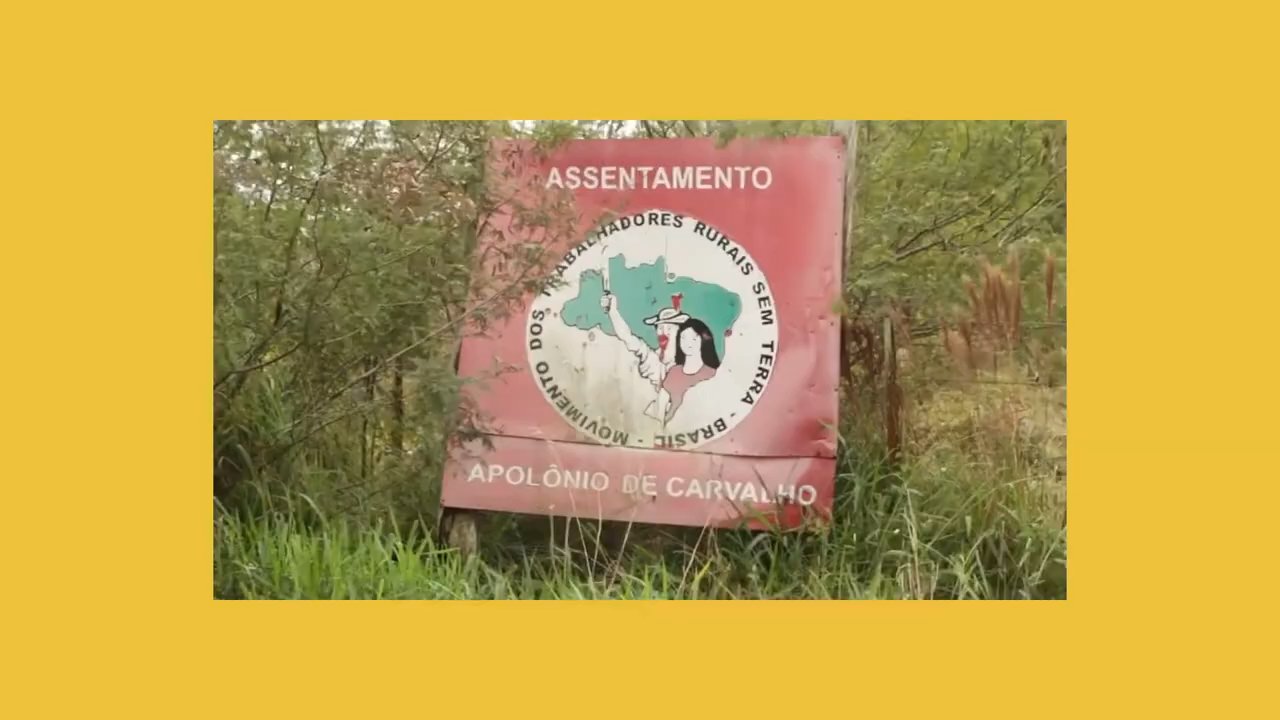 ASSENTAMENTO
MOVIMENTO DOS TRABALHADORES RURAIS SEM TERRA - BRASIL -
APOLÔNIO DE CARVALHO